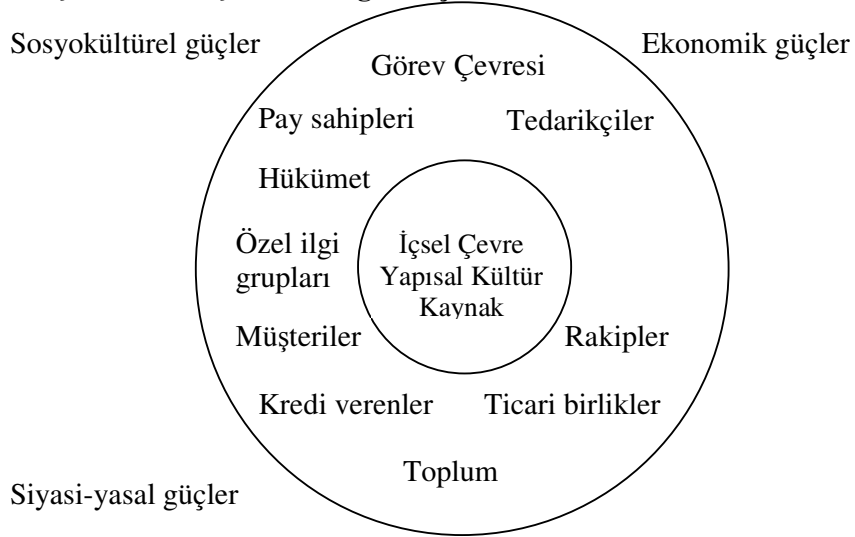 Sosyokültürel güçler
Ekonomik güçler
Görev Çevresi
Pay sahipleri
Tedarikçiler
Hükümet
Özel ilgi
grupları
İçsel Çevre
Yapısal Kültür
Kaynak
Müşteriler
Rakipler
Kredi verenler
Ticari birlikler
Toplum
Siyasi-yasal güçler